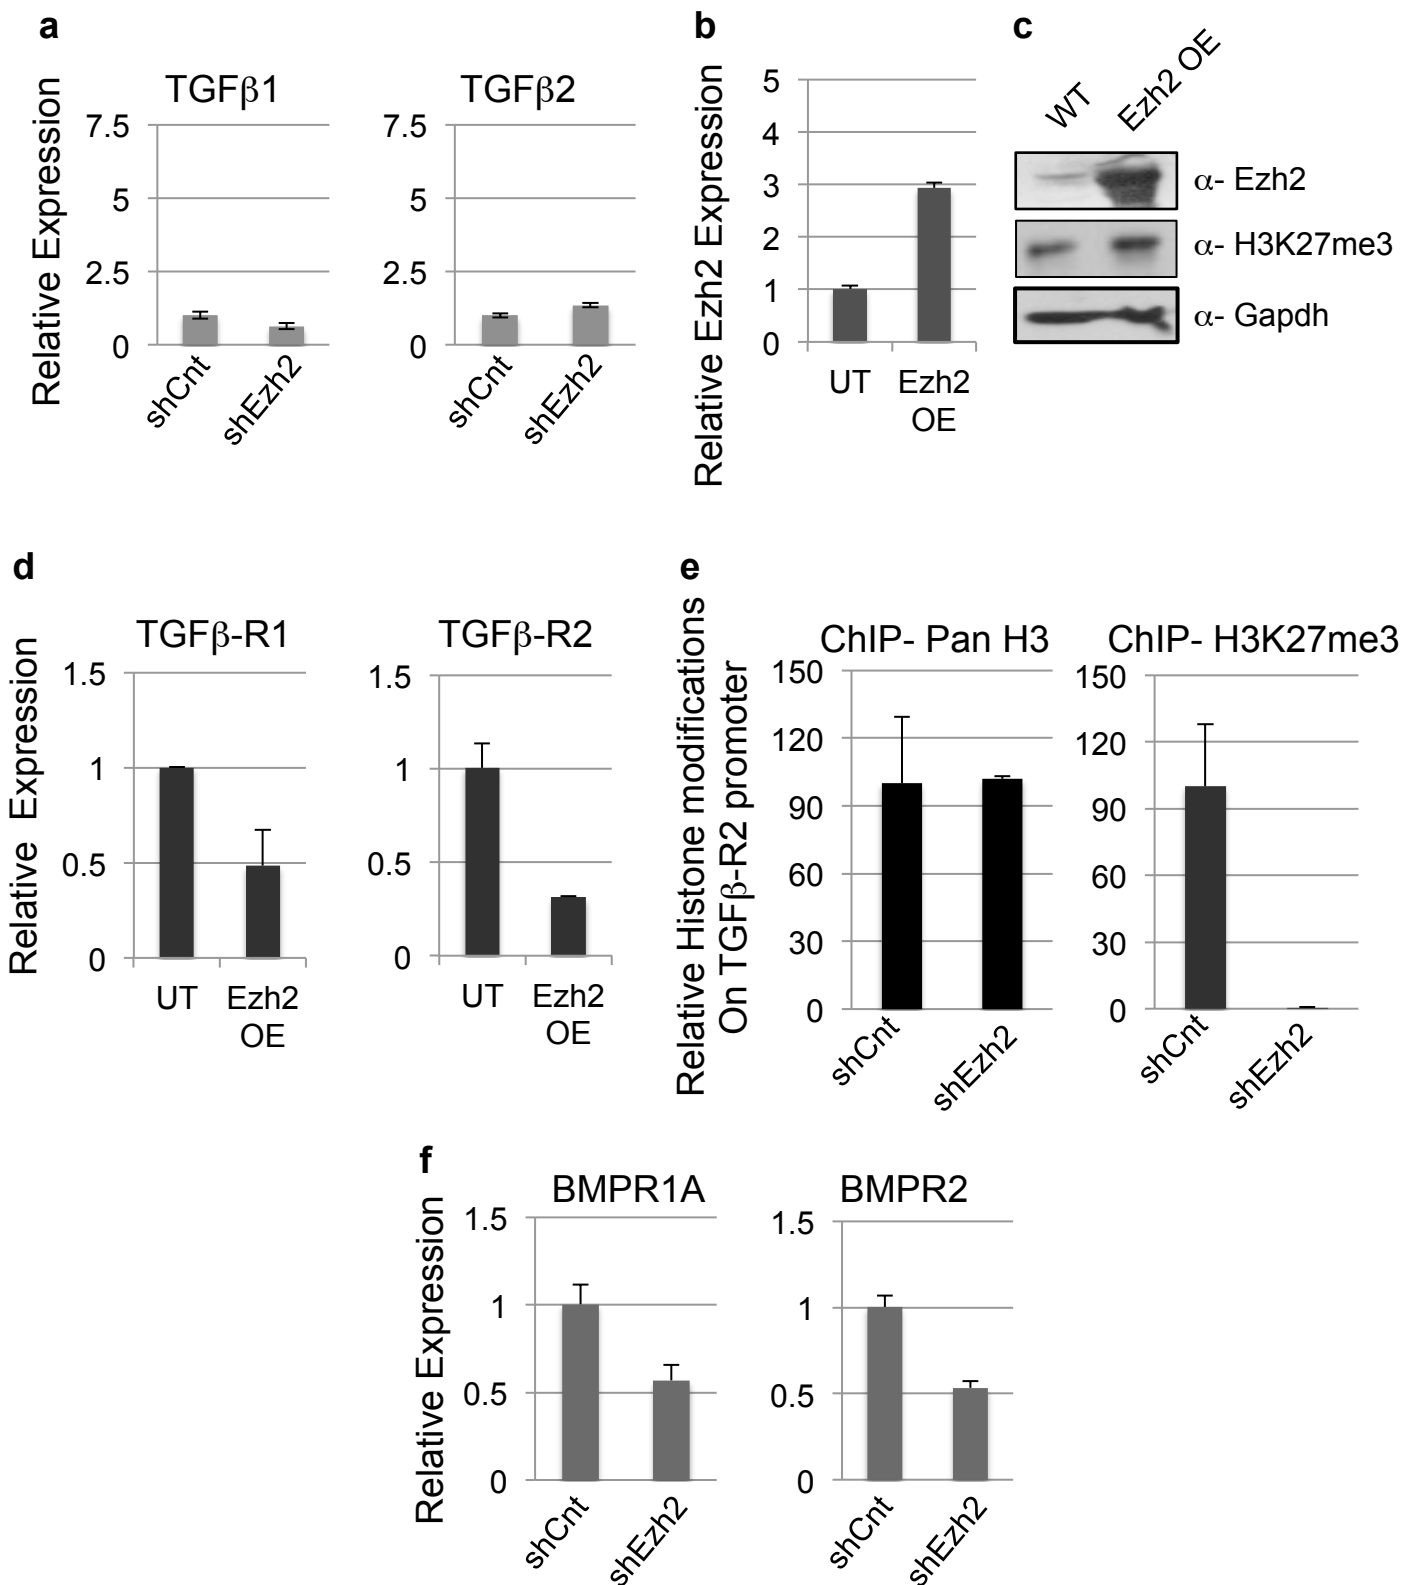 a
TGFβ1
TGFβ2
Relative Expression
7.5
5
2.5
0
shCnt
shEzh2
7.5
5
2.5
0
shCnt
shEzh2
b
Relative Ezh2 Expression
5
4
3
2
1
0
UT
Ezh2
OE
c
WT
Ezh2 OE
α- Ezh2
α- H3K27me3
α- Gapdh
d
TGFβ-R1
TGFβ-R2
Relative Expression
1.5
1
0.5
0
UT
Ezh2
OE
1.5
1
0.5
0
UT
Ezh2
OE
e
Relative Histone modifications
On TGFβ-R2 promoter
ChIP- Pan H3
150
120
90
60
30
0
shCnt
shEzh2
ChIP- H3K27me3
150
120
90
60
30
0
shCnt
shEzh2
f
BMPR1A
BMPR2
Relative Expression
1.5
1
0.5
0
shCnt
shEzh2
1.5
1
0.5
0
shCnt
shEzh2